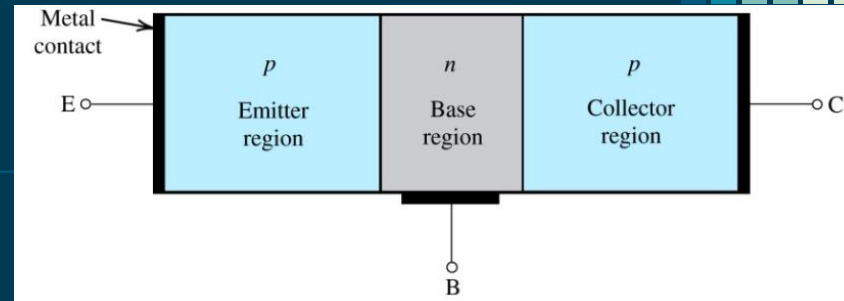 Metal
contact
p
n
p
E
Emitter
region
Base
region
Collector
region
C
B